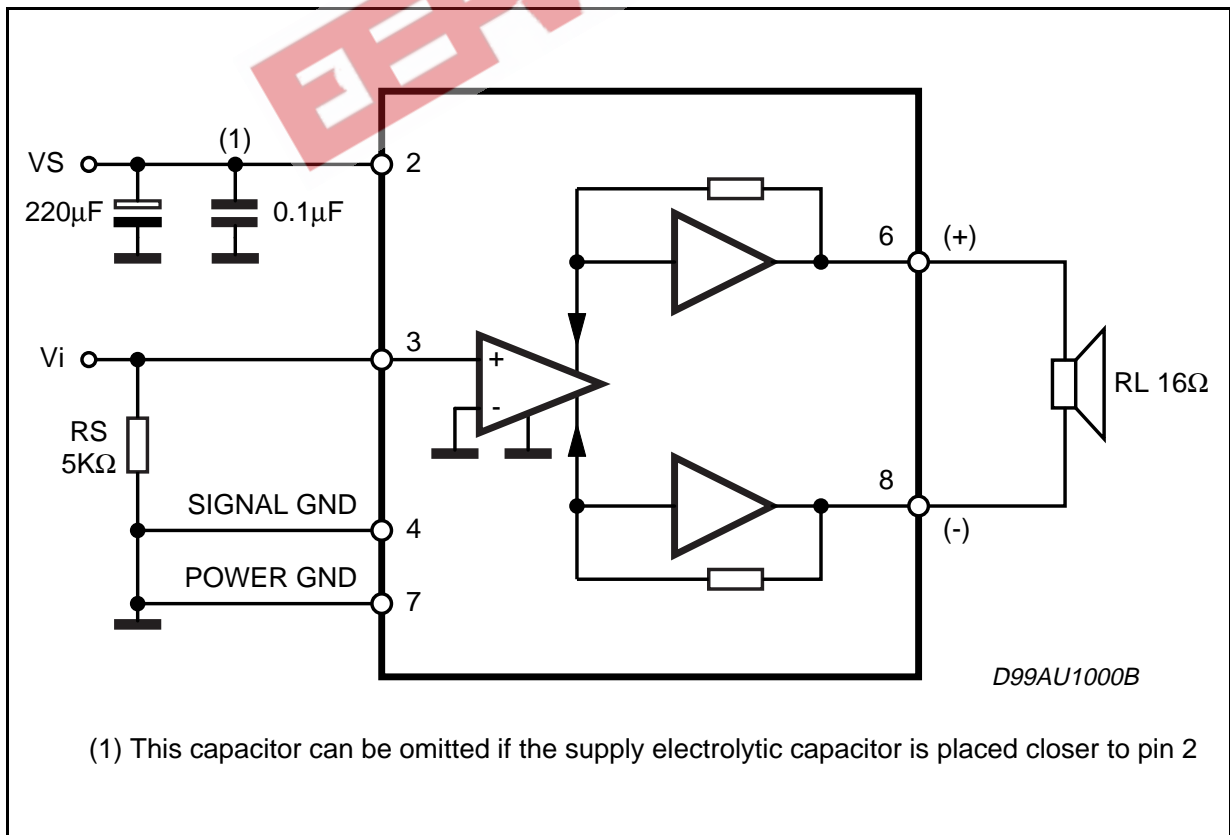 (1)
VS
2
220µF
0.1µF
6
(+)
3
Vi
+
-
RL 16Ω
RS
5KΩ
8
SIGNAL GND
4
(-)
POWER GND
7
D99AU1000B
(1) This capacitor can be omitted if the supply electrolytic capacitor is placed closer to pin 2